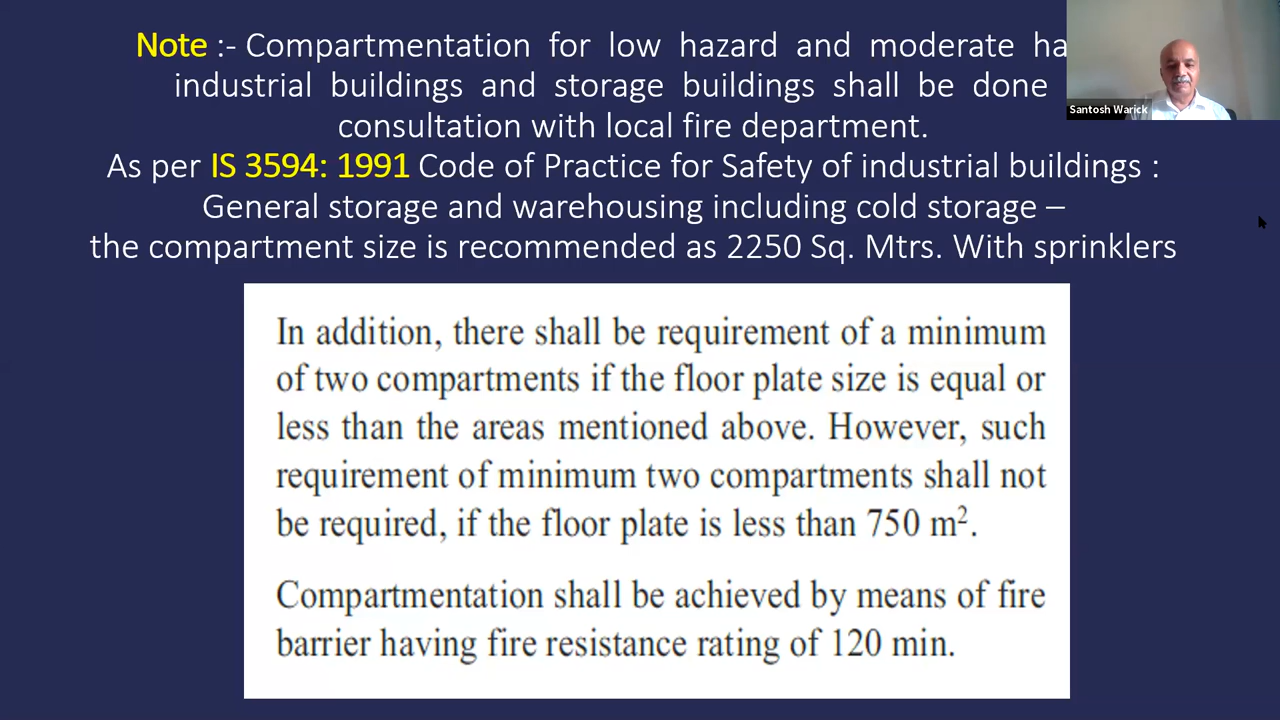 Note :- Compartmentation for low hazard and moderate ha
industrial buildings and storage buildings shall be done
consultation with local fire department.
As per IS 3594: 1991 Code of Practice for Safety of industrial buildings :
General storage and warehousing including cold storage –
the compartment size is recommended as 2250 Sq. Mtrs. With sprinklers
Santosh Warick
In addition, there shall be requirement of a minimum
of two compartments if the floor plate size is equal or
less than the areas mentioned above. However, such
requirement of minimum two compartments shall not
be required, if the floor plate is less than 750 m².
Compartmentation shall be achieved by means of fire
barrier having fire resistance rating of 120 min.